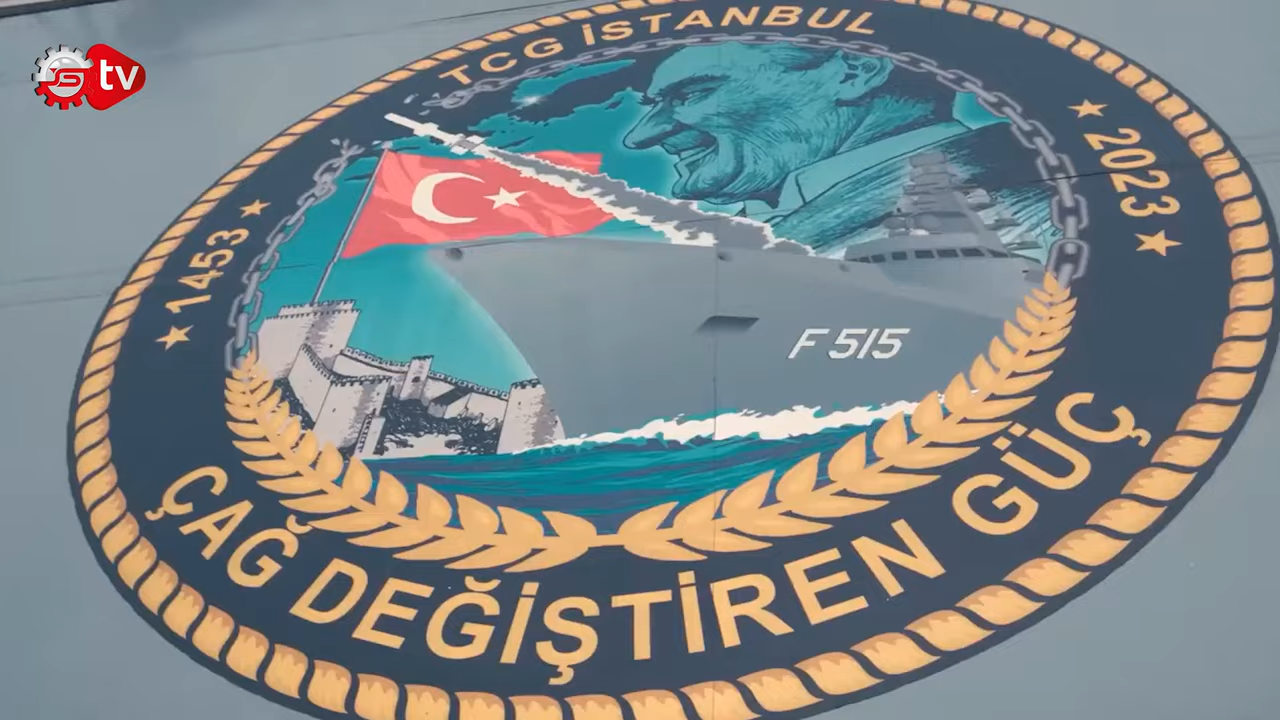 S tv
TCG İSTANBUL
1453
2023
F 515
ÇAĞ DEĞİŞTİREN GÜÇ